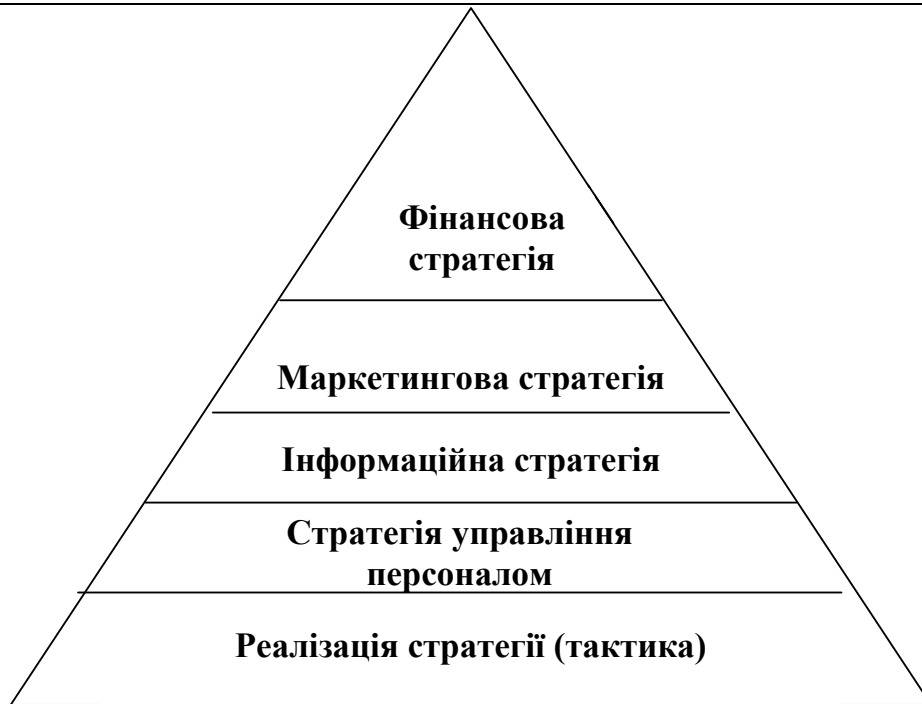 Фінансова
стратегія
Маркетингова стратегія
Інформаційна стратегія
Стратегія управління
персоналом
Реалізація стратегії (тактика)